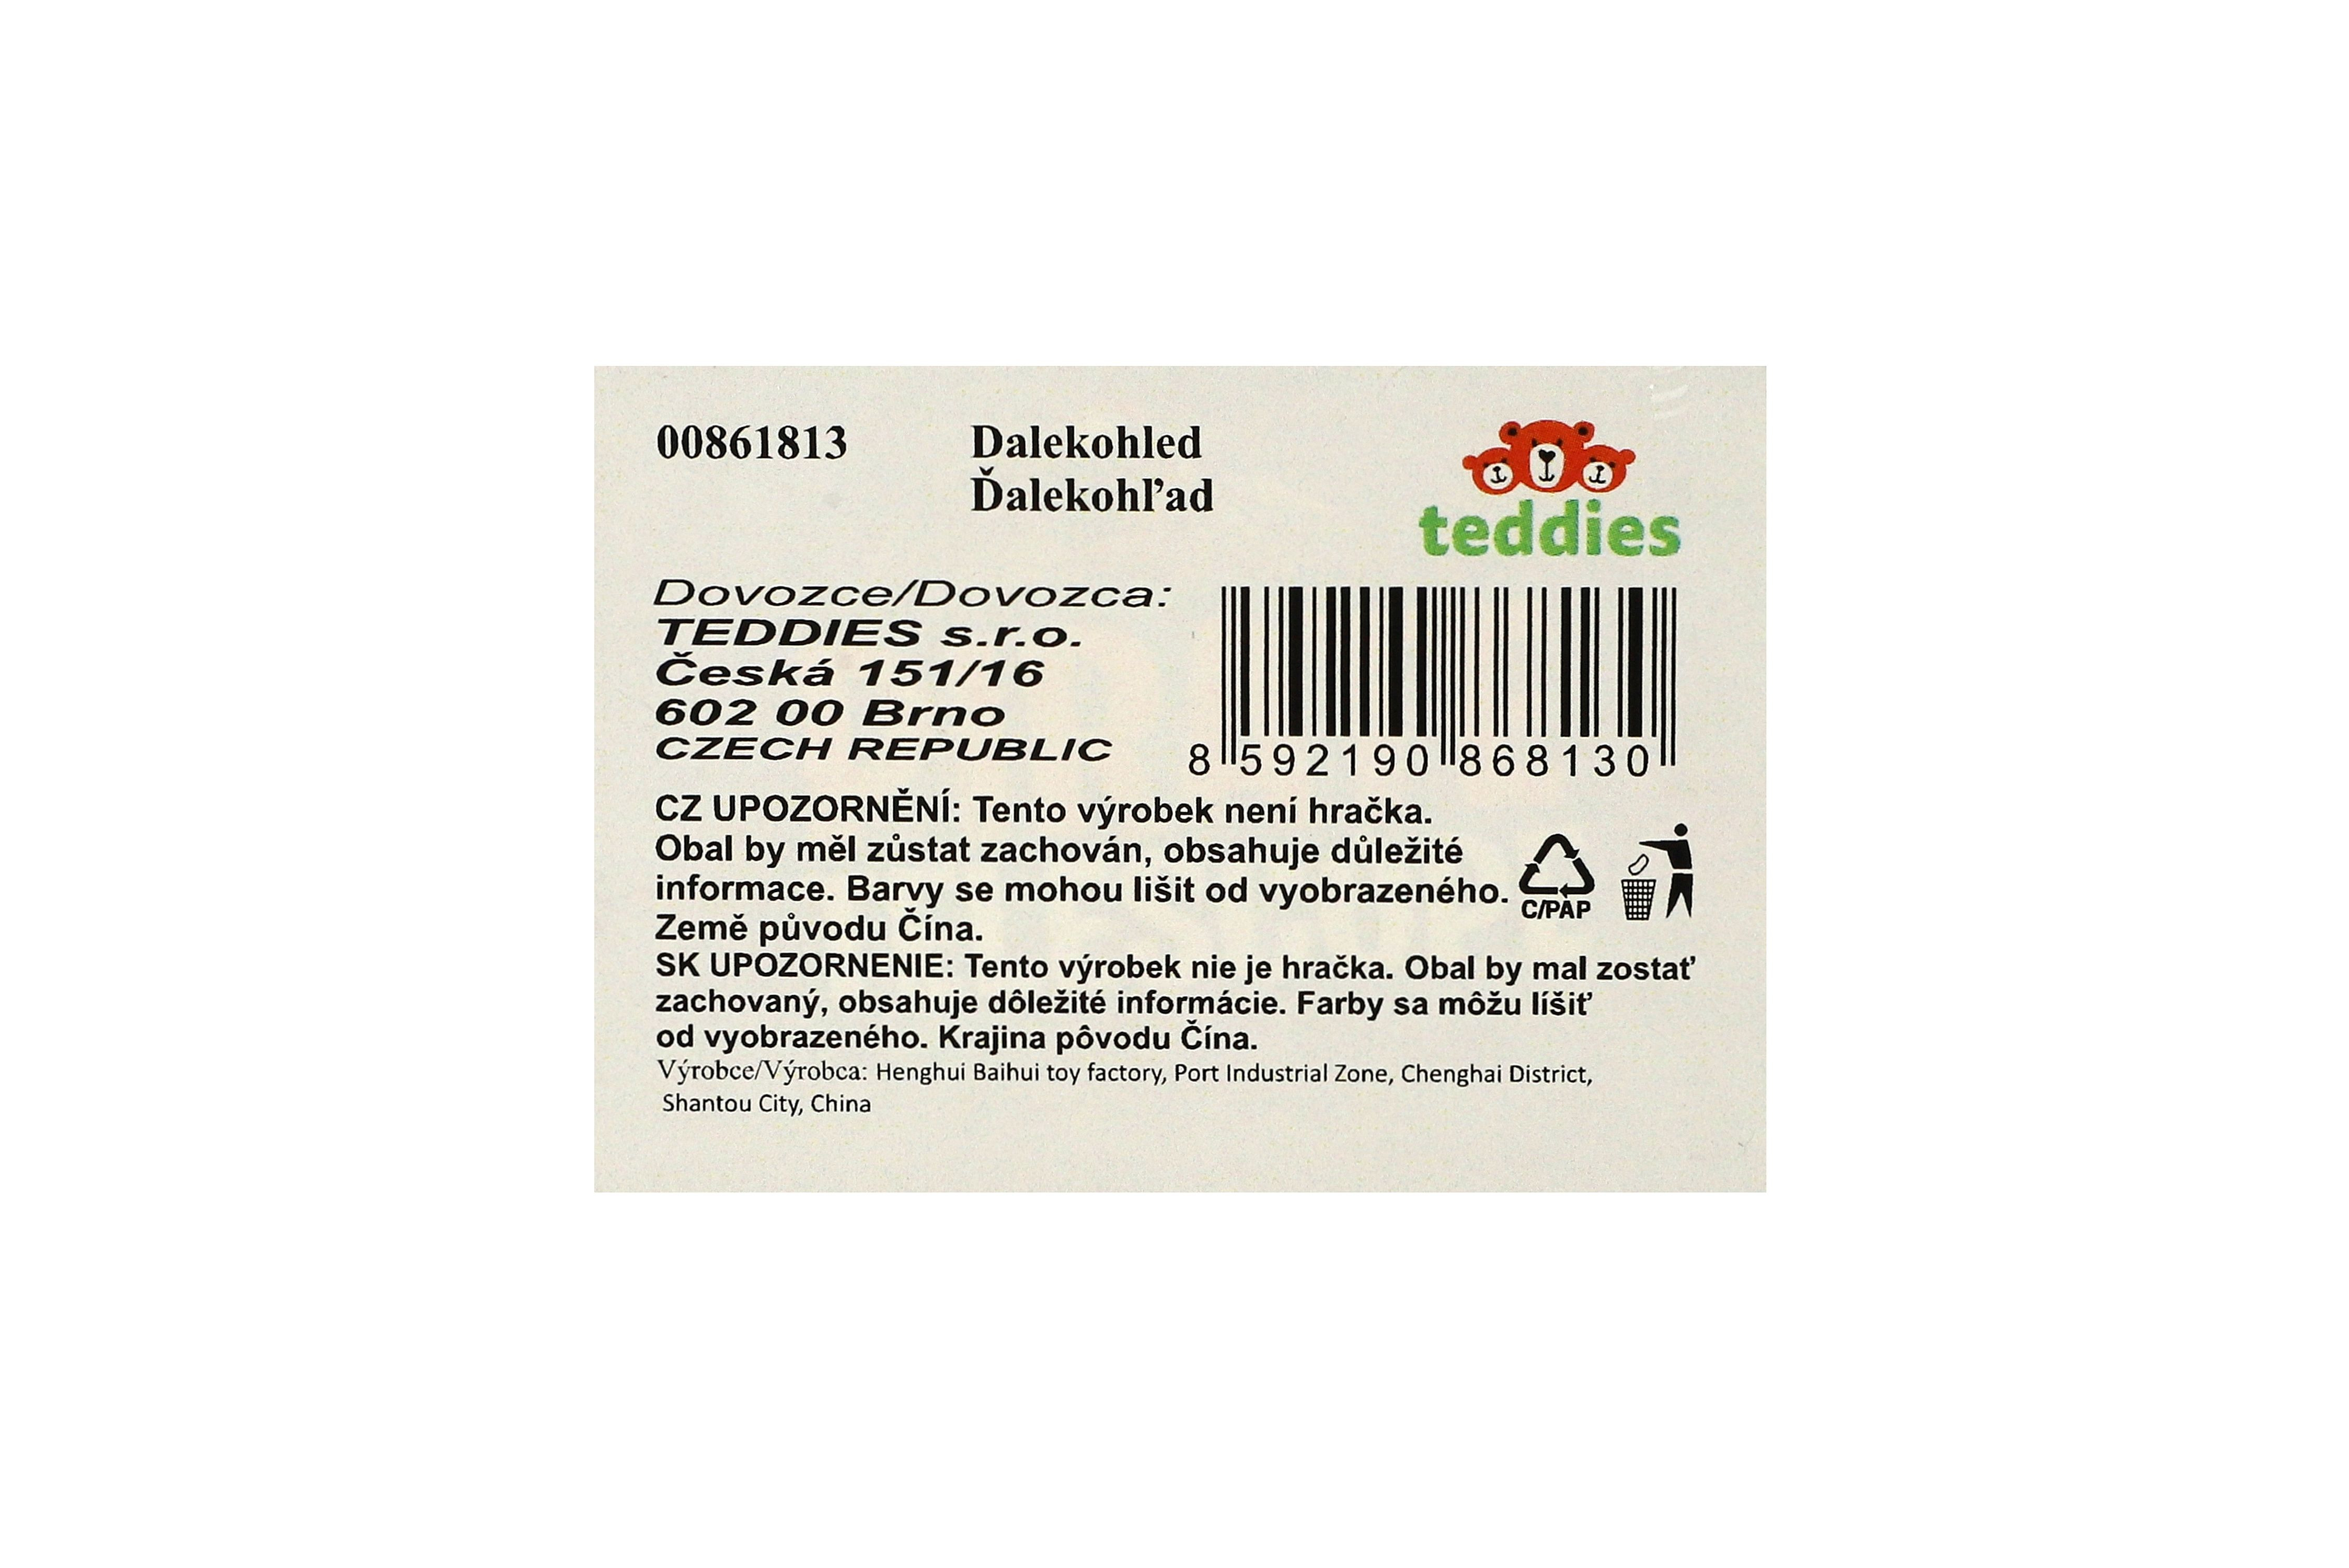 00861813 Dalekohled
Ďalekohľad
teddies
Dovozce/Dovozca:
TEDDIES s.r.o.
Česká 151/16
602 00 Brno
CZECH REPUBLIC
8 592190 868130
CZ UPOZORNĚNÍ: Tento výrobek není hračka.
Obal by měl zůstat zachován, obsahuje důležité
informace. Barvy se mohou lišit od vyobrazeného.
Země původu Čína.
C/PAP
SK UPOZORNENIE: Tento výrobek nie je hračka. Obal by mal zostať
zachovaný, obsahuje dôležité informácie. Farby sa môžu líšiť
od vyobrazeného. Krajina pôvodu Čína.
Výrobce/Výrobca: Henghui Baihui toy factory, Port Industrial Zone, Chenghai District,
Shantou City, China